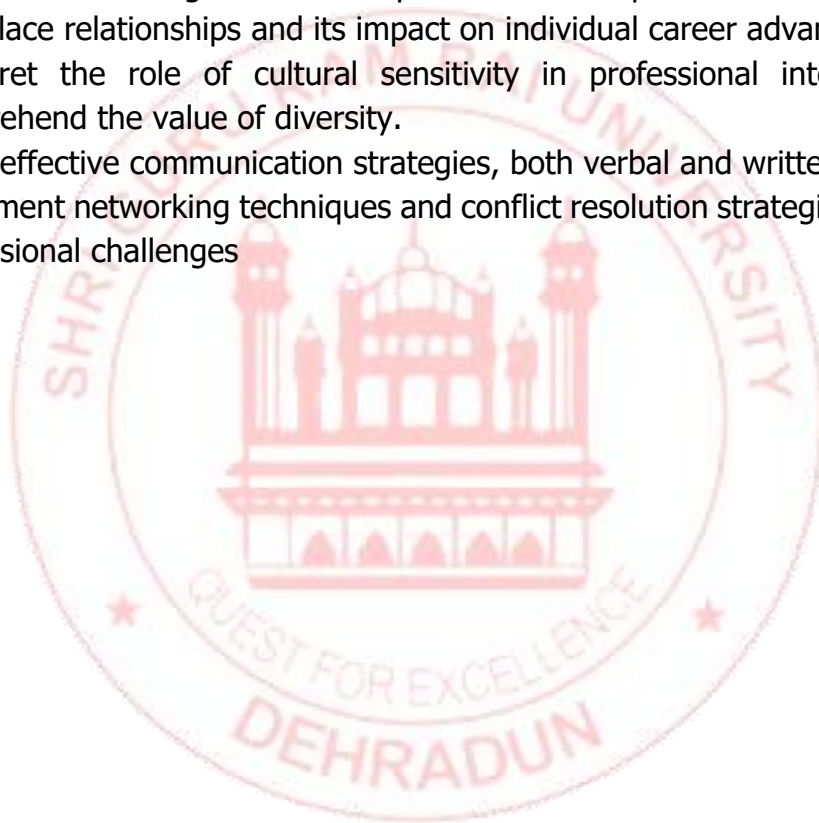 lace relationships and its impact on individual career advan
ret the role of cultural sensitivity in professional inte
ehend the value of diversity.
effective communication strategies, both verbal and writte
ment networking techniques and conflict resolution strategi
sional challenges
SHRI GURU RAM RAI UNIVERSITY
QUEST FOR EXCELLENCE
DEHRADUN